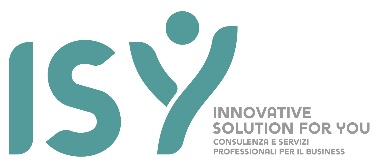 ISY
INNOVATIVE
SOLUTION FOR YOU
CONSULENZA E SERVIZI
PROFESSIONALI PER IL BUSINESS